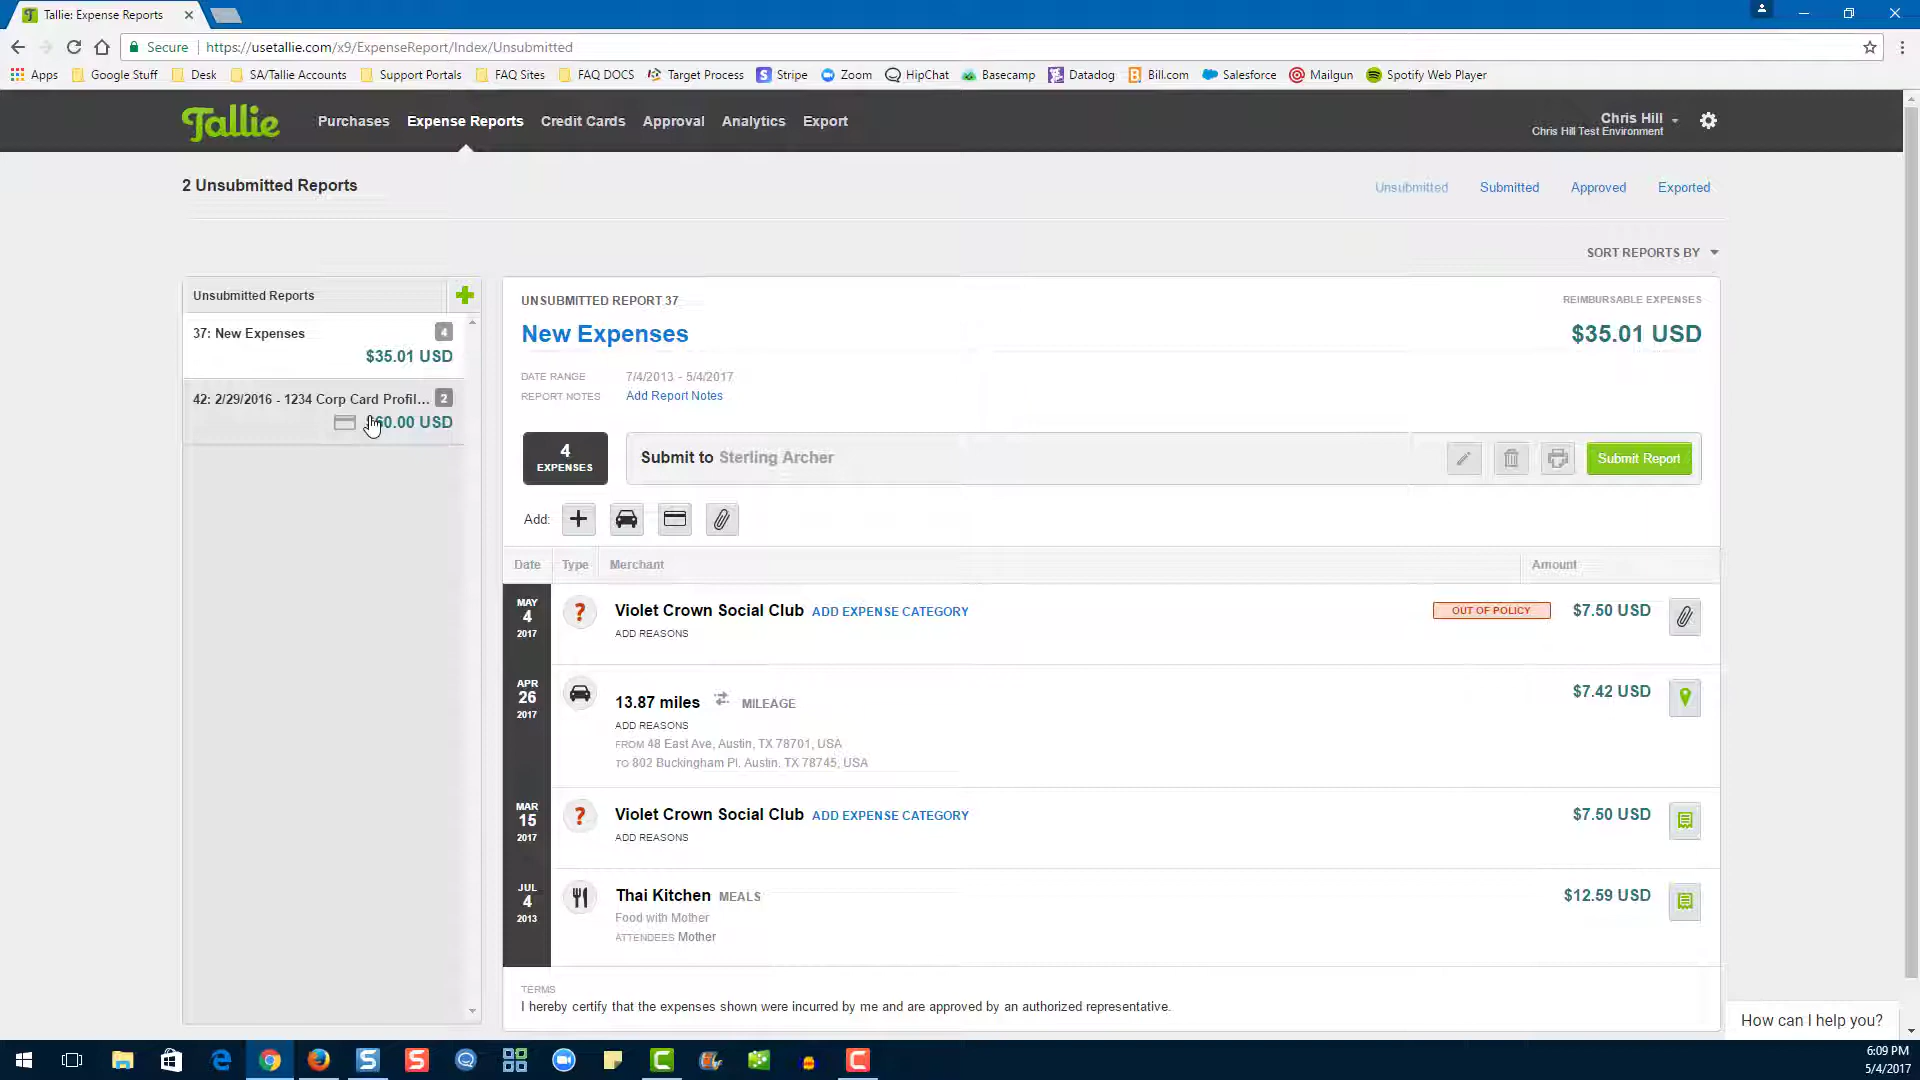 Tallie: Expense Reports
Secure https://usetallie.com/x9/ExpenseReport/Index/Unsubmitted
Apps Google Stuff Desk SA/Tallie Accounts Support Portals FAQ Sites FAQ DOCS Target Process Stripe Zoom HipChat Basecamp Datadog Bill.com Salesforce Mailgun Spotify Web Player
Tallie Purchases Expense Reports Credit Cards Approval Analytics Export Chris Hill
Chris Hill Test Environment
2 Unsubmitted Reports Unsubmitted Submitted Approved Exported
SORT REPORTS BY
Unsubmitted Reports
37: New Expenses 4
$35.01 USD
42: 2/29/2016 - 1234 Corp Card Profil... 2
60.00 USD
UNSUBMITTED REPORT 37 REIMBURSABLE EXPENSES
New Expenses $35.01 USD
DATE RANGE 7/4/2013 - 5/4/2017
REPORT NOTES Add Report Notes
4
EXPENSES
Submit to Sterling Archer Submit Report
Add:
Date Type Merchant Amount
MAY
4
2017
Violet Crown Social Club ADD EXPENSE CATEGORY OUT OF POLICY $7.50 USD
ADD REASONS
APR
26
2017
13.87 miles MILEAGE $7.42 USD
ADD REASONS
FROM 48 East Ave, Austin, TX 78701, USA
TO 802 Buckingham Pl, Austin, TX 78745, USA
MAR
15
2017
Violet Crown Social Club ADD EXPENSE CATEGORY $7.50 USD
ADD REASONS
JUL
4
2013
Thai Kitchen MEALS $12.59 USD
Food with Mother
ATTENDEES Mother
TERMS
I hereby certify that the expenses shown were incurred by me and are approved by an authorized representative.
How can I help you?
6:09 PM
5/4/2017